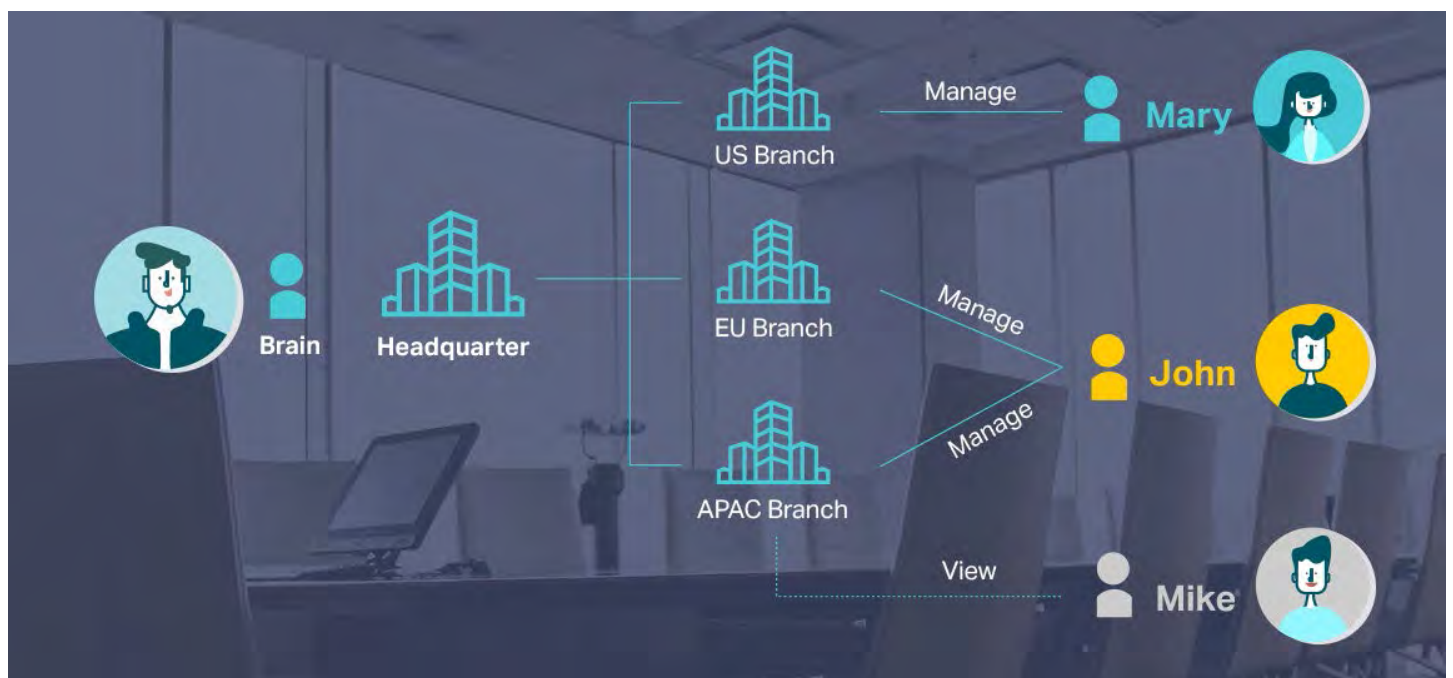 Manage
Mary
US Branch
Brain
Headquarter
EU Branch
Manage
John
Manage
APAC Branch
View
Mike